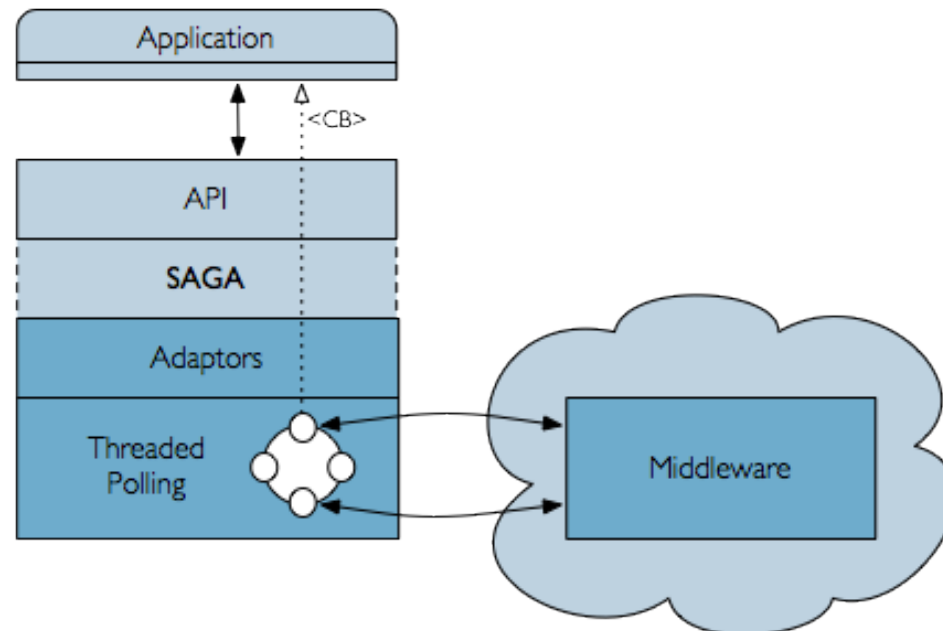 Application
<CB>
API
SAGA
Adaptors
Threaded
Polling
Middleware